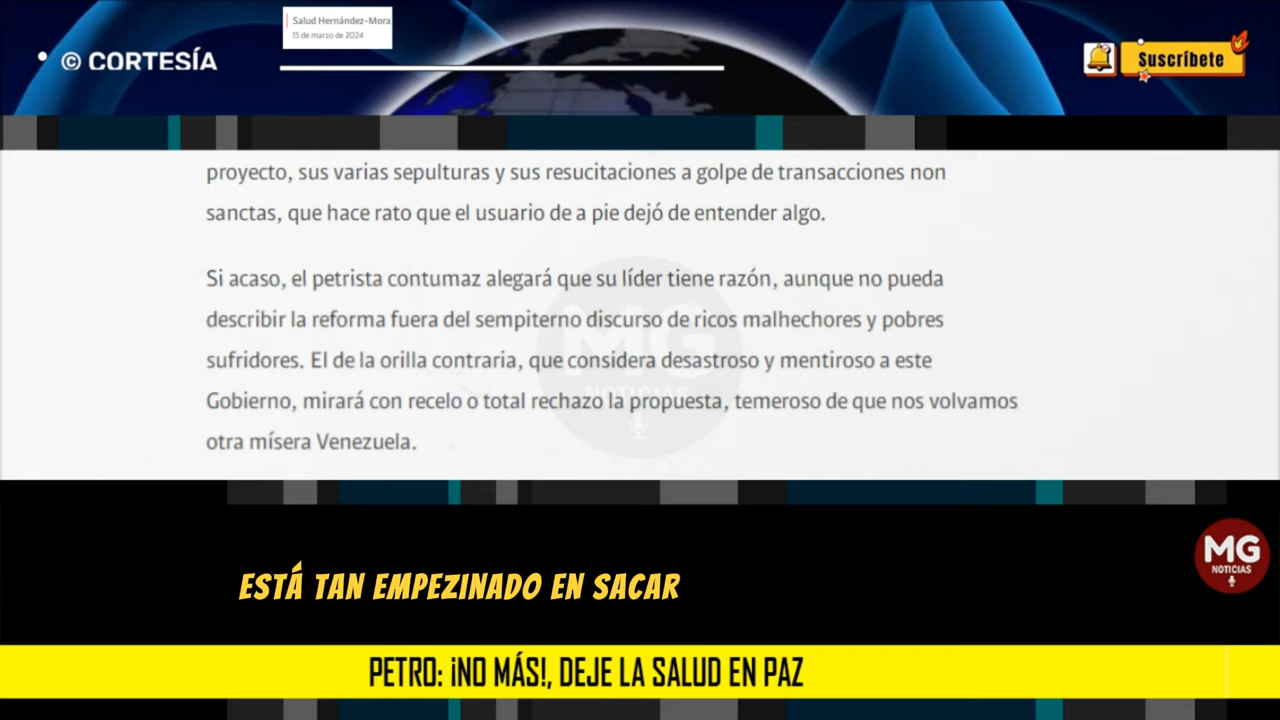 Salud Hernández-Mora
15 de marzo de 2024
© CORTESÍA
Suscríbete
proyecto, sus varias sepulturas y sus resucitaciones a golpe de transacciones non
sanctas, que hace rato que el usuario de a pie dejó de entender algo.
Si acaso, el petrista contumaz alegará que su líder tiene razón, aunque no pueda
describir la reforma fuera del sempiterno discurso de ricos malhechores y pobres
sufridores. El de la orilla contraria, que considera desastroso y mentiroso a este
Gobierno, mirará con recelo o total rechazo la propuesta, temeroso de que nos volvamos
otra mísera Venezuela.
MG
NOTICIAS
MG
NOTICIAS
ESTÁ TAN EMPEZINADO EN SACAR
PETRO: ¡NO MÁS!, DEJE LA SALUD EN PAZ